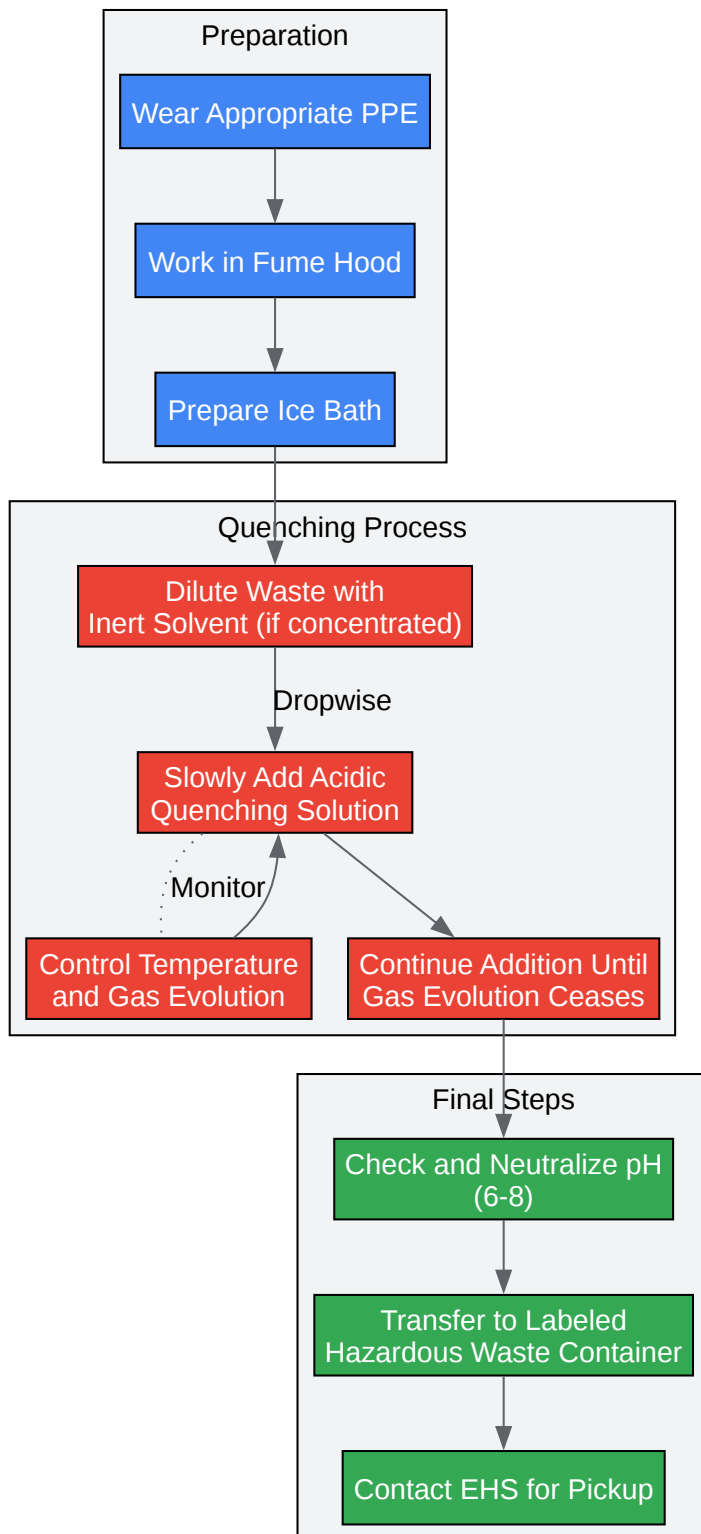 Preparation
Wear Appropriate PPE
Work in Fume Hood
Prepare Ice Bath
Quenching Process
Dilute Waste with
Inert Solvent (if concentrated)
Dropwise
Slowly Add Acidic
Quenching Solution
Monitor
Control Temperature
and Gas Evolution
Continue Addition Until
Gas Evolution Ceases
Final Steps
Check and Neutralize pH
(6-8)
Transfer to Labeled
Hazardous Waste Container
Contact EHS for Pickup